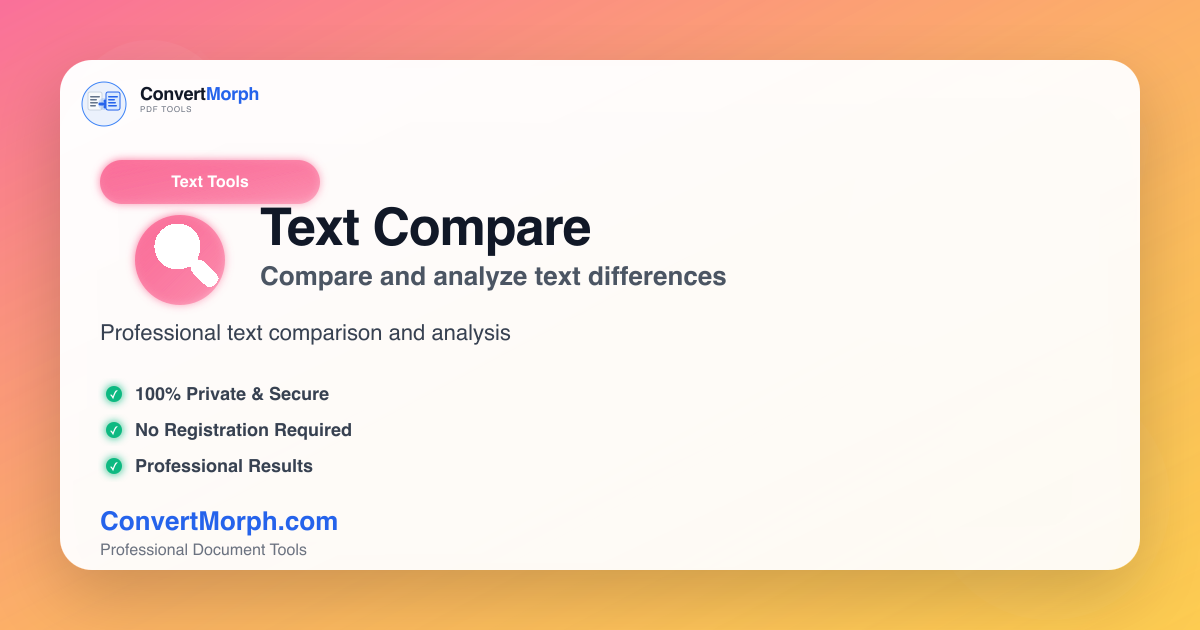 ConvertMorph
PDF TOOLS
Text Tools
Text Compare
Compare and analyze text differences
Professional text comparison and analysis
100% Private & Secure
No Registration Required
Professional Results
ConvertMorph.com
Professional Document Tools